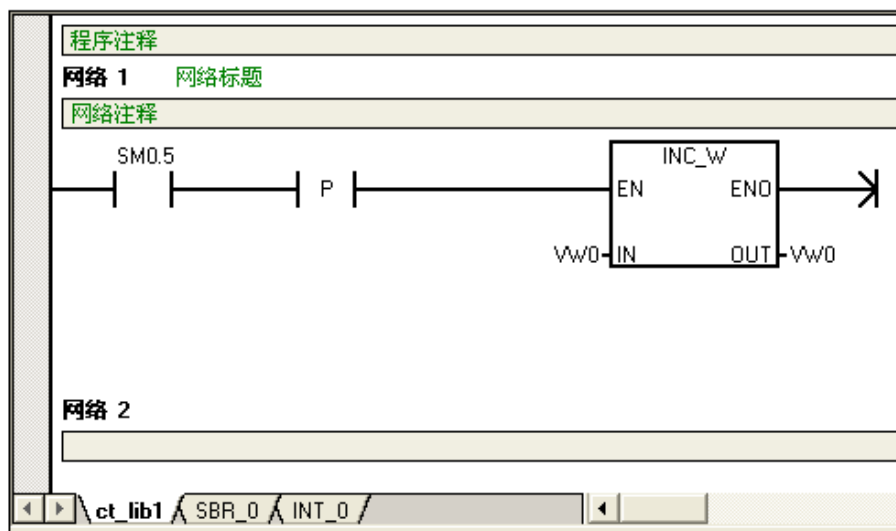 程序注释
网络 1 网络标题
网络注释
SM0.5
INC_W
P
EN ENO
VW0 IN OUT VW0
网络 2
ct_lib1 SBR_0 INT_0